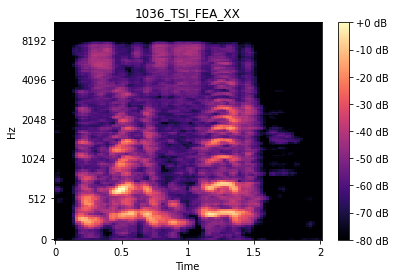 1036_TSI_FEA_XX
8192
4096
2048
1024
512
0
Hz
0
0.5
1
1.5
2
Time
+0 dB
-10 dB
-20 dB
-30 dB
-40 dB
-50 dB
-60 dB
-70 dB
-80 dB